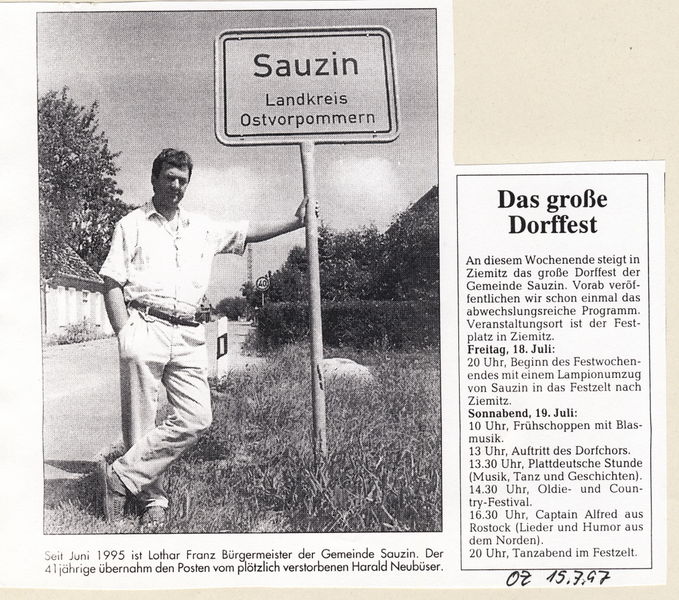 Sauzin
Landkreis
Ostvorpommern
40
Seit Juni 1995 ist Lothar Franz Bürgermeister der Gemeinde Sauzin. Der
41jährige übernahm den Posten vom plötzlich verstorbenen Harald Neubüser.
Das große
Dorffest
An diesem Wochenende steigt in
Ziemitz das große Dorffest der
Gemeinde Sauzin. Vorab veröf-
fentlichen wir schon einmal das
abwechslungsreiche Programm.
Veranstaltungsort ist der Fest-
platz in Ziemitz.
Freitag, 18. Juli:
20 Uhr, Beginn des Festwochen-
endes mit einem Lampionumzug
von Sauzin in das Festzelt nach
Ziemitz.
Sonnabend, 19. Juli:
10 Uhr, Frühschoppen mit Blas-
musik.
13 Uhr, Auftritt des Dorfchors.
13.30 Uhr, Plattdeutsche Stunde
(Musik, Tanz und Geschichten).
14.30 Uhr, Oldie- und Coun-
try-Festival.
16.30 Uhr, Captain Alfred aus
Rostock (Lieder und Humor aus
dem Norden).
20 Uhr, Tanzabend im Festzelt.
OZ 15.7.97